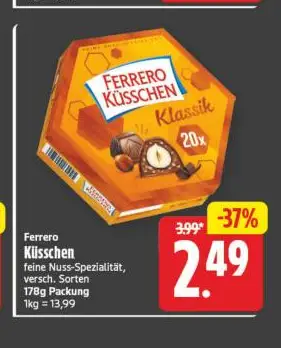 FERRERO
KÜSSCHEN
Klassik
20x
-37%
3.99*
2.49
Ferrero
Küsschen
feine Nuss-Spezialität,
versch. Sorten
178g Packung
1kg = 13,99